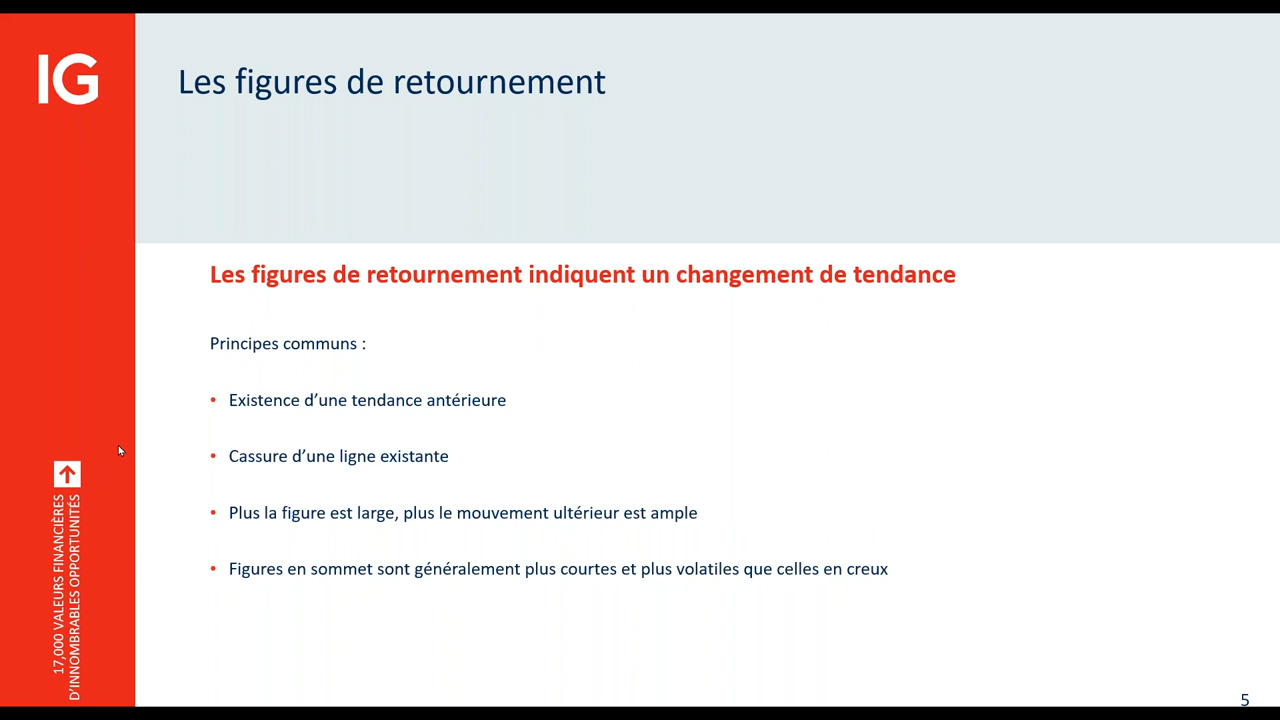 IG
Les figures de retournement
Les figures de retournement indiquent un changement de tendance
Principes communs :
• Existence d’une tendance antérieure
• Cassure d’une ligne existante
• Plus la figure est large, plus le mouvement ultérieur est ample
• Figures en sommet sont généralement plus courtes et plus volatiles que celles en creux
17,000 VALEURS FINANCIÈRES
D’INNOMBRABLES OPPORTUNITÉS
5